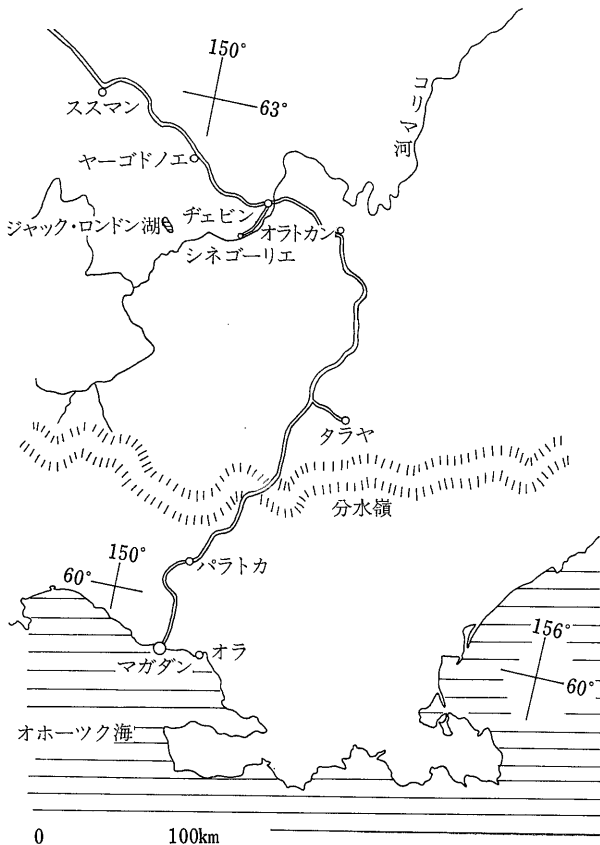 150°
63°
コリマ河
ススマン
ヤーゴドノエ
ヂェビン
ジャック・ロンドン湖
オラトカン
シネゴーリエ
タラヤ
分水嶺
150°
60°
パラトカ
156°
60°
オラ
マガダン
オホーツク海
0 100km